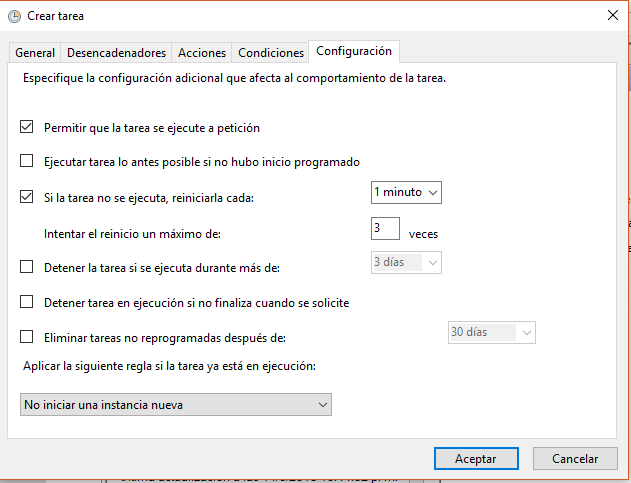 Crear tarea
General Desencadenadores Acciones Condiciones Configuración
Especifique la configuración adicional que afecta al comportamiento de la tarea.
Permitir que la tarea se ejecute a petición
Ejecutar tarea lo antes posible si no hubo inicio programado
Si la tarea no se ejecuta, reiniciarla cada: 1 minuto
Intentar el reinicio un máximo de: 3 veces
Detener la tarea si se ejecuta durante más de: 3 días
Detener tarea en ejecución si no finaliza cuando se solicite
Eliminar tareas no reprogramadas después de: 30 días
Aplicar la siguiente regla si la tarea ya está en ejecución:
No iniciar una instancia nueva
Aceptar Cancelar